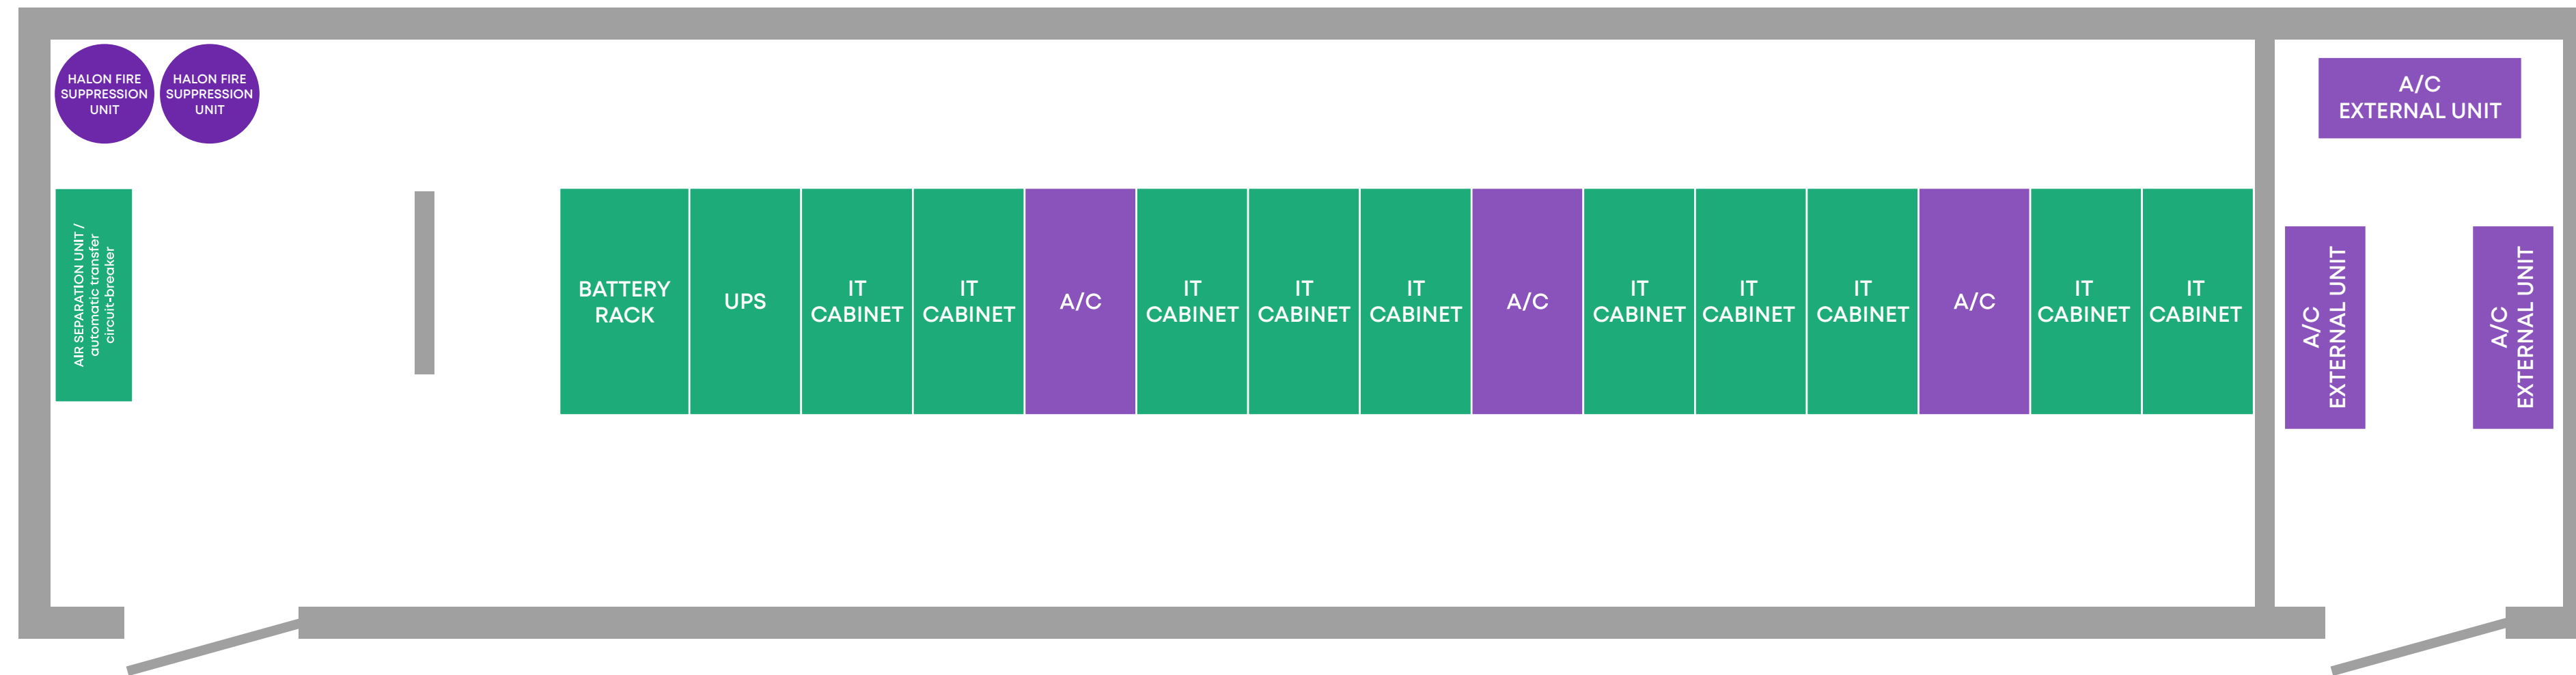 HALON FIRE
SUPPRESSION
UNIT
HALON FIRE
SUPPRESSION
UNIT
A/C
EXTERNAL UNIT
AIR SEPARATION UNIT /
automatic transfer
circuit-breaker
BATTERY
RACK
UPS
IT
CABINET
IT
CABINET
A/C
IT
CABINET
IT
CABINET
IT
CABINET
A/C
IT
CABINET
IT
CABINET
IT
CABINET
A/C
IT
CABINET
IT
CABINET
A/C
EXTERNAL UNIT
A/C
EXTERNAL UNIT